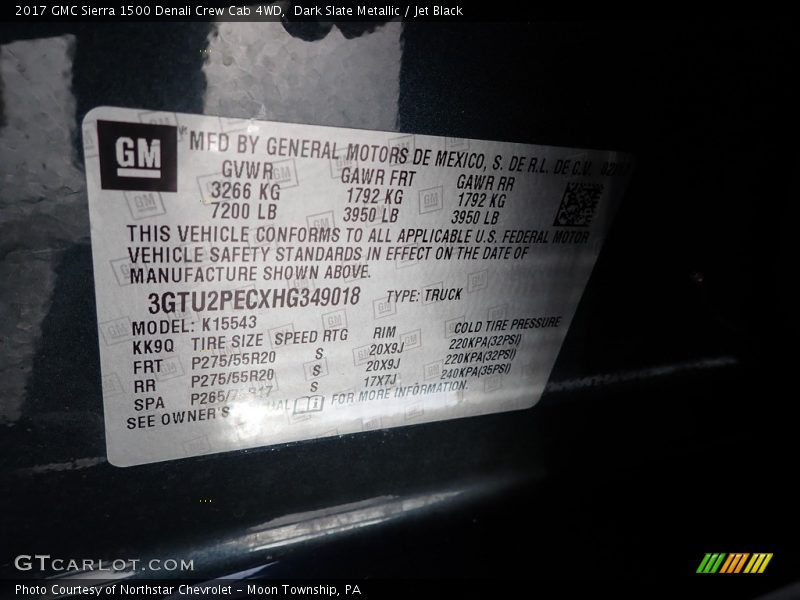 2017 GMC Sierra 1500 Denali Crew Cab 4WD, Dark Slate Metallic / Jet Black
GM MFD BY GENERAL MOTORS DE MEXICO, S. DE R.L. DE C.V.
GVWR GAWR FRT GAWR RR
3266 KG 1792 KG 1792 KG
7200 LB 3950 LB 3950 LB
THIS VEHICLE CONFORMS TO ALL APPLICABLE U.S. FEDERAL MOTOR
VEHICLE SAFETY STANDARDS IN EFFECT ON THE DATE OF
MANUFACTURE SHOWN ABOVE.
3GTU2PECXHG349018 TYPE: TRUCK
MODEL: K15543
KK9Q TIRE SIZE SPEED RTG RIM COLD TIRE PRESSURE
FRT P275/55R20 S 20X9J 220KPA(32PSI)
RR P275/55R20 S 20X9J 220KPA(32PSI)
SPA S 17X7J 240KPA(35PSI)
SEE OWNER'S FOR MORE INFORMATION.
GTCARLOT.COM
Photo Courtesy of Northstar Chevrolet - Moon Township, PA